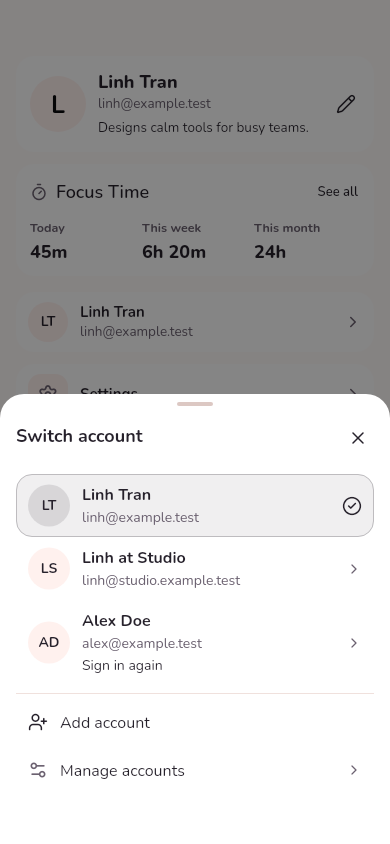 L
Linh Tran
linh@example.test
Designs calm tools for busy teams.
Focus Time
See all
Today
This week
This month
45m
6h 20m
24h
LT
Linh Tran
linh@example.test
Settings
Switch account
LT
Linh Tran
linh@example.test
LS
Linh at Studio
linh@studio.example.test
AD
Alex Doe
alex@example.test
Sign in again
Add account
Manage accounts